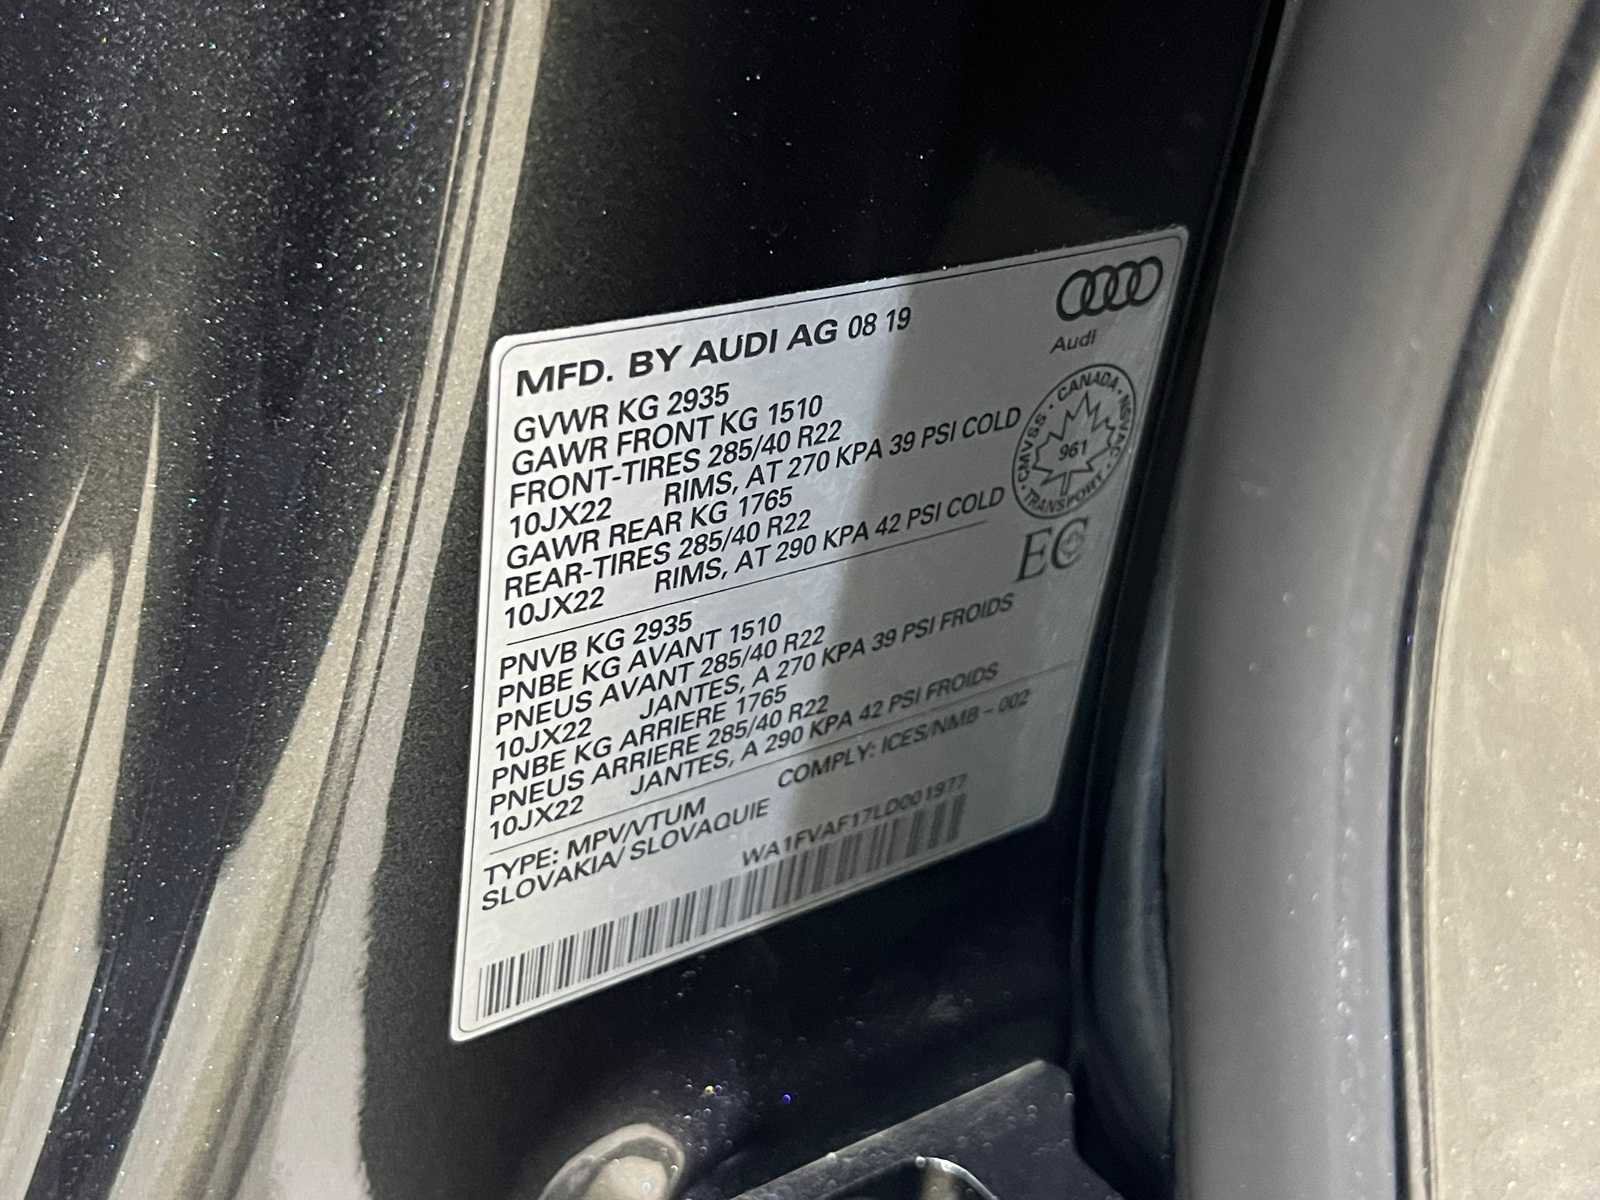 MFD. BY AUDI AG 08 19
Audi
GVWR KG 2935
GAWR FRONT KG 1510
FRONT-TIRES 285/40 R22
10JX22 RIMS, AT 270 KPA 39 PSI COLD
GAWR REAR KG 1765
REAR-TIRES 285/40 R22
10JX22 RIMS, AT 290 KPA 42 PSI COLD
CMVSS · CANADA · NSVAC · TRANSPORT ·
961
EC
PNVB KG 2935
PNBE KG AVANT 1510
PNEUS AVANT 285/40 R22
10JX22 JANTES, A 270 KPA 39 PSI FROIDS
PNBE KG ARRIERE 1765
PNEUS ARRIERE 285/40 R22
10JX22 JANTES, A 290 KPA 42 PSI FROIDS
TYPE: MPV/VTUM COMPLY: ICES/NMB - 002
SLOVAKIA/ SLOVAQUIE
WA1FVAF17LD001977